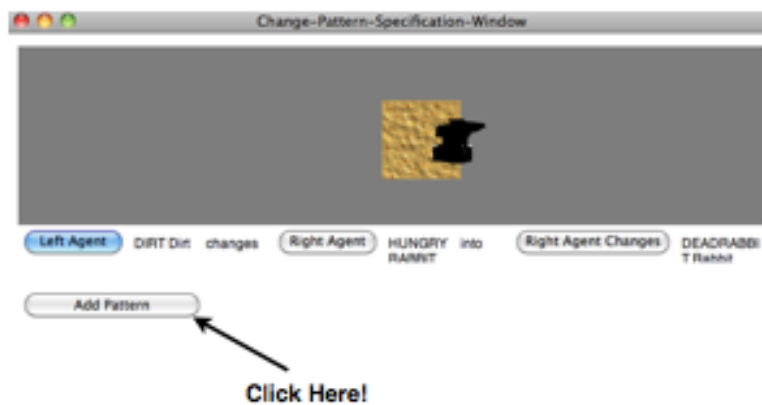 Change-Pattern-Specification-Window
Left Agent DIRT Dirt changes Right Agent HUNGRY into Right Agent Changes DEADRABBI
RABBIT T Rabbit
Add Pattern
Click Here!